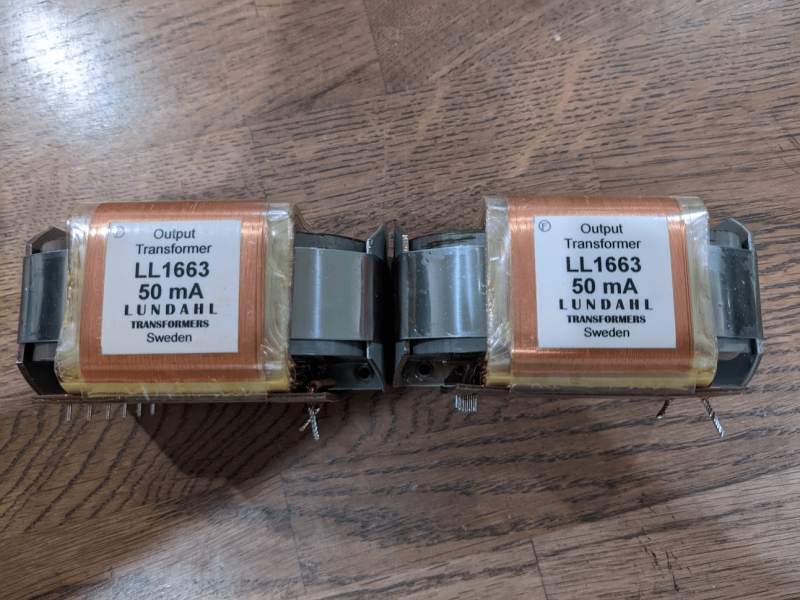 Output
Transformer
LL1663
50 mA
LUNDAHL
TRANSFORMERS
Sweden
Output
Transformer
LL1663
50 mA
LUNDAHL
TRANSFORMERS
Sweden